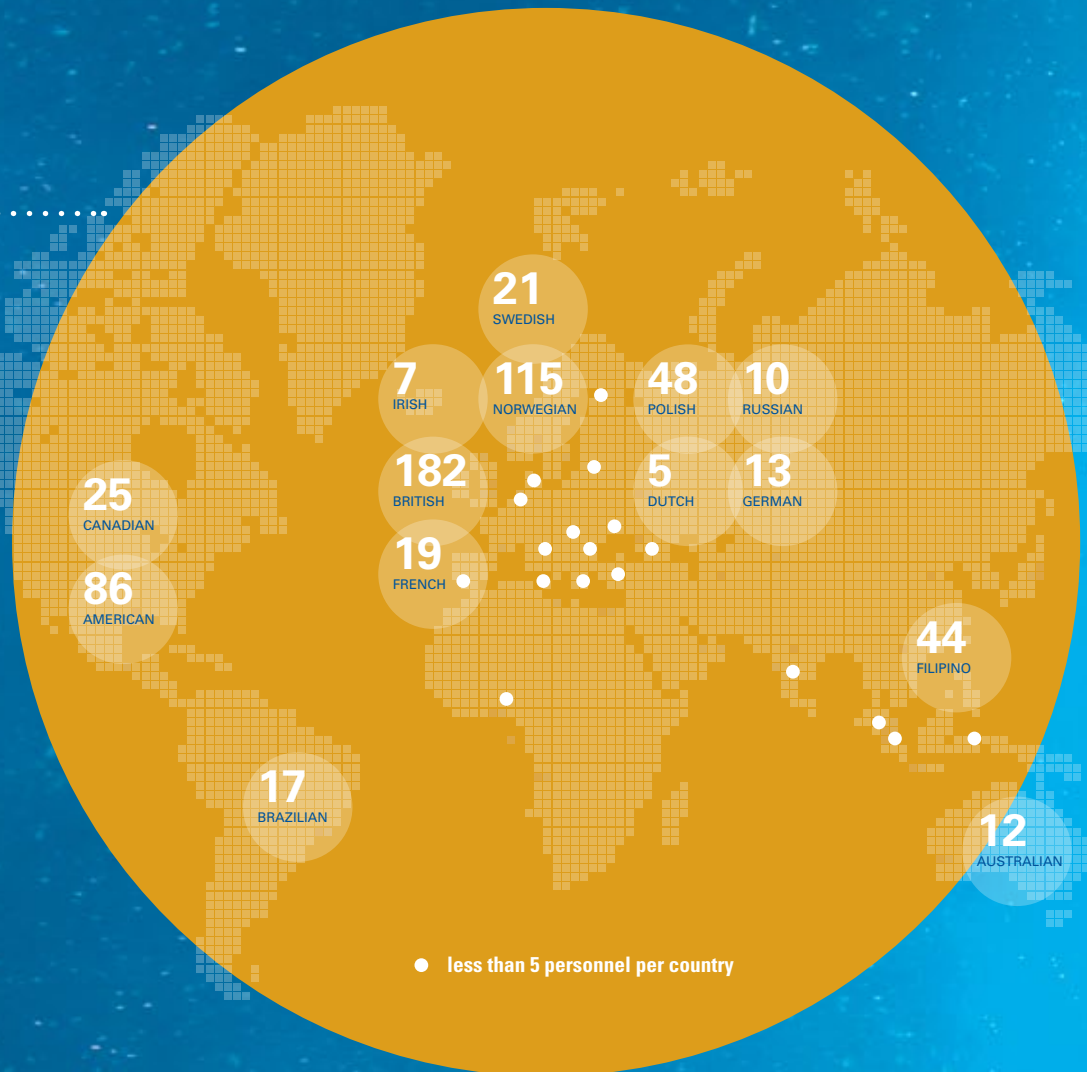 21
SWEDISH
7
IRISH
115
NORWEGIAN
48
POLISH
10
RUSSIAN
182
BRITISH
5
DUTCH
13
GERMAN
25
CANADIAN
19
FRENCH
86
AMERICAN
44
FILIPINO
17
BRAZILIAN
12
AUSTRALIAN
less than 5 personnel per country